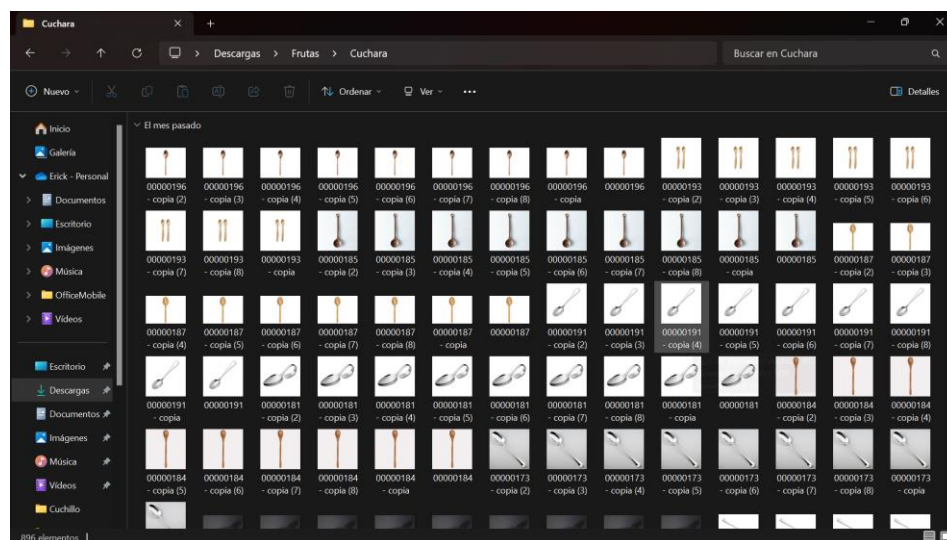 Cuchara
Descargas > Frutas > Cuchara
Buscar en Cuchara
Nuevo
Ordenar
Ver
Detalles
Inicio
Galería
Erick - Personal
Documentos
Escritorio
Imágenes
Música
OfficeMobile
Vídeos
Escritorio
Descargas
Documentos
Imágenes
Música
Vídeos
Cuchillo
El mes pasado
00000196 00000196 00000196 00000196 00000196 00000196 00000196 00000196 00000196 00000193 00000193 00000193 00000193 00000193
- copia (2) - copia (3) - copia (4) - copia (5) - copia (6) - copia (7) - copia (8) - copia - copia (2) - copia (3) - copia (4) - copia (5) - copia (6)
00000193 00000193 00000193 00000185 00000185 00000185 00000185 00000185 00000185 00000185 00000185 00000185 00000187 00000187
- copia (7) - copia (8) - copia - copia (2) - copia (3) - copia (4) - copia (5) - copia (6) - copia (7) - copia (8) - copia - copia (2) - copia (3)
00000187 00000187 00000187 00000187 00000187 00000187 00000187 00000191 00000191 00000191 00000191 00000191 00000191 00000191
- copia (4) - copia (5) - copia (6) - copia (7) - copia (8) - copia - copia (2) - copia (3) - copia (4) - copia (5) - copia (6) - copia (7) - copia (8)
00000191 00000191 00000181 00000181 00000181 00000181 00000181 00000181 00000181 00000181 00000181 00000184 00000184 00000184
- copia - copia (2) - copia (3) - copia (4) - copia (5) - copia (6) - copia (7) - copia (8) - copia - copia (2) - copia (3) - copia (4)
00000184 00000184 00000184 00000184 00000184 00000184 00000173 00000173 00000173 00000173 00000173 00000173 00000173 00000173
- copia (5) - copia (6) - copia (7) - copia (8) - copia - copia (2) - copia (3) - copia (4) - copia (5) - copia (6) - copia (7) - copia (8) - copia
896 elementos